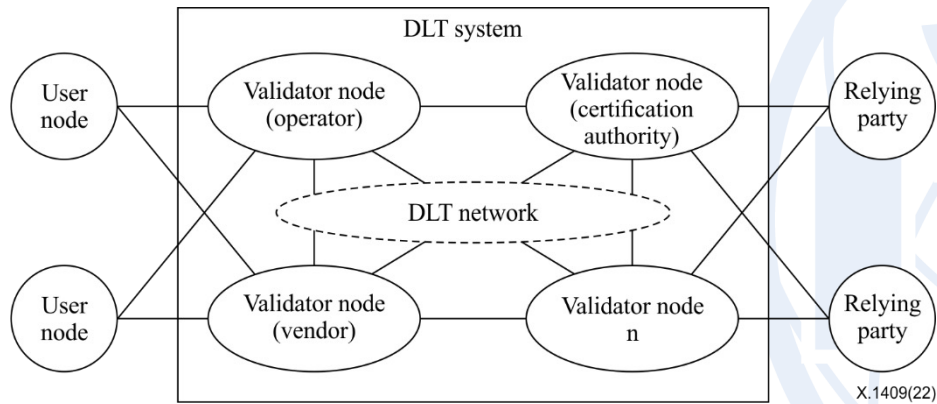 DLT system
User
node
Validator node
(operator)
Validator node
(certification
authority)
Relying
party
DLT network
User
node
Validator node
(vendor)
Validator node
n
Relying
party
X.1409(22)